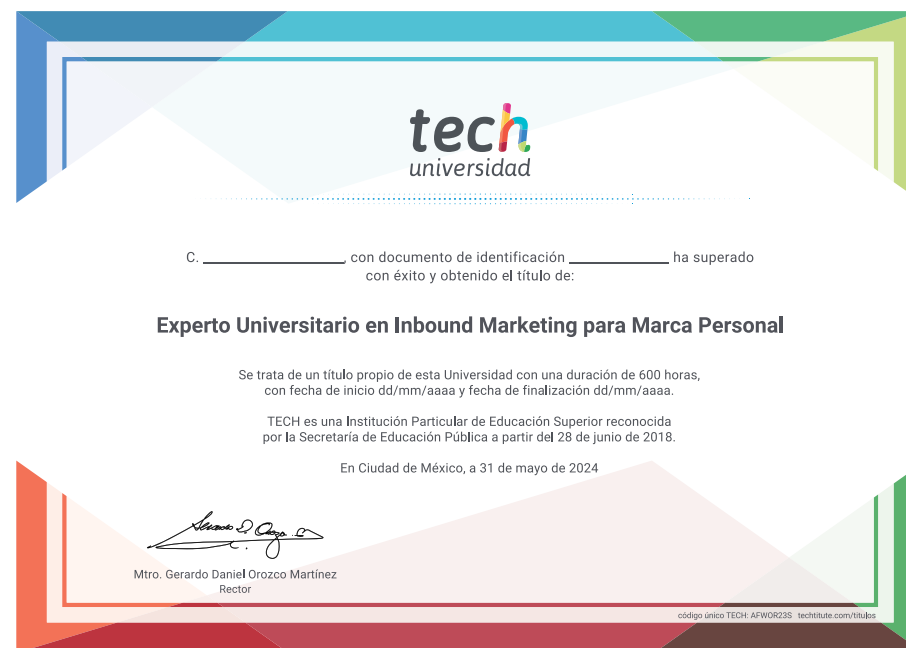 tech
universidad
C. ____________, con documento de identificación ____________ ha superado
con éxito y obtenido el título de:
Experto Universitario en Inbound Marketing para Marca Personal
Se trata de un título propio de esta Universidad con una duración de 600 horas,
con fecha de inicio dd/mm/aaaa y fecha de finalización dd/mm/aaaa.
TECH es una Institución Particular de Educación Superior reconocida
por la Secretaría de Educación Pública a partir del 28 de junio de 2018.
En Ciudad de México, a 31 de mayo de 2024
Mtro. Gerardo Daniel Orozco Martínez
Rector
código único TECH: AFWOR23S techtitute.com/titulos